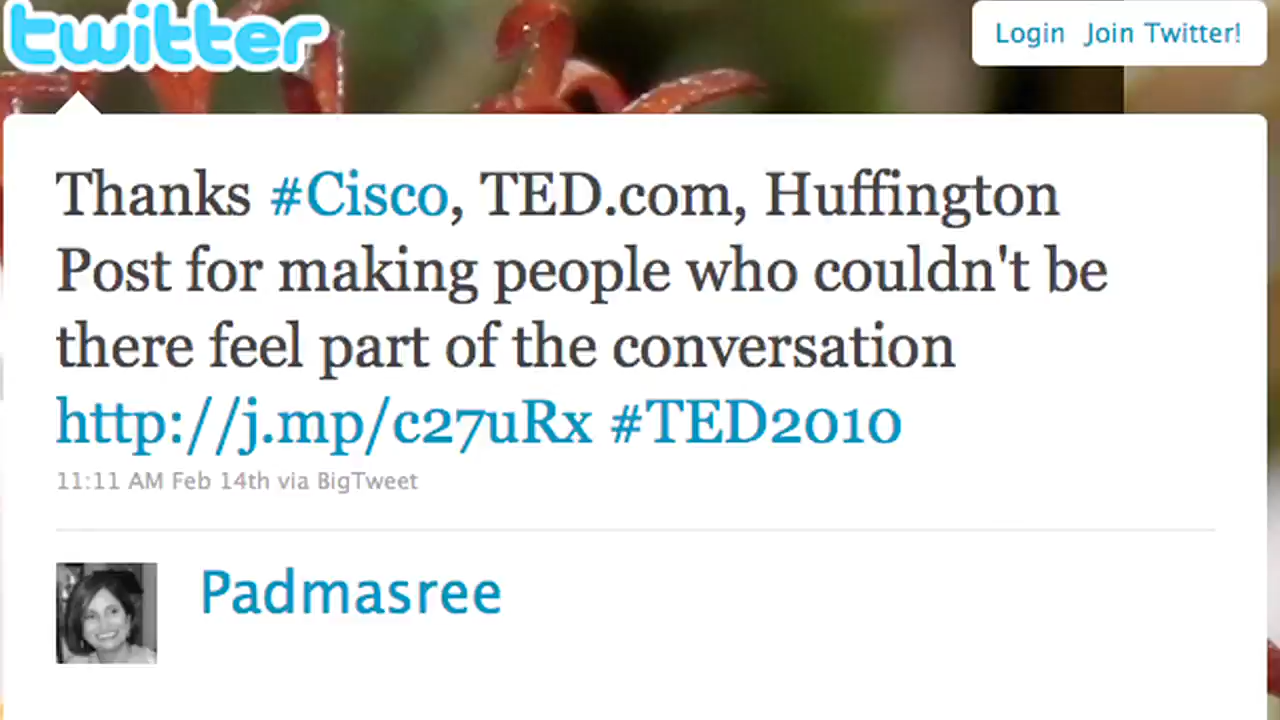 twitter
Login Join Twitter!
Thanks #Cisco, TED.com, Huffington
Post for making people who couldn't be
there feel part of the conversation
http://j.mp/c27uRx #TED2010
11:11 AM Feb 14th via BigTweet
Padmasree